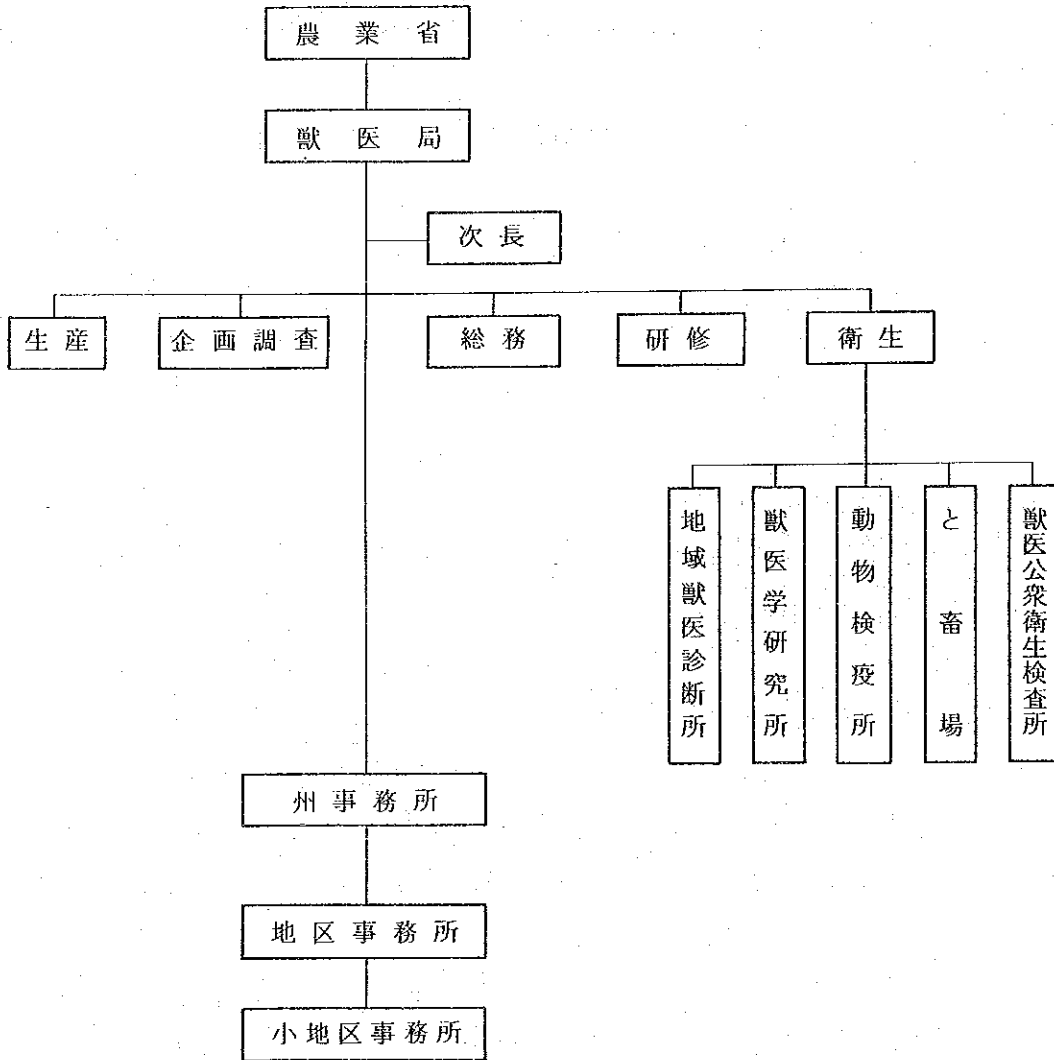 農業省
獣医局
次長
生産
企画調査
総務
研修
衛生
地域獣医診断所
獣医学研究所
動物検疫所
と畜場
獣医公衆衛生検査所
州事務所
地区事務所
小地区事務所